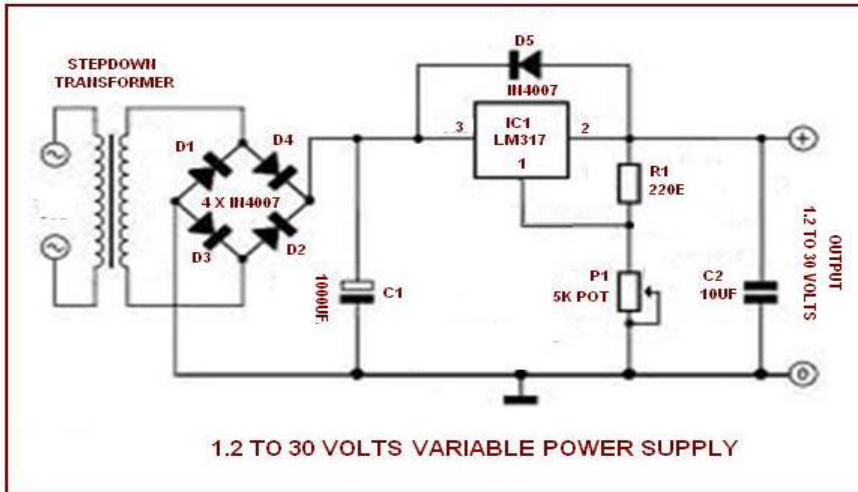 STEPDOWN
TRANSFORMER
D1
D4
4 X IN4007
D3
D2
1000UF.
C1
D5
IN4007
3
IC1
LM317
1
2
R1
220E
P1
5K POT
C2
10UF
+
OUTPUT
1.2 TO 30 VOLTS
1.2 TO 30 VOLTS VARIABLE POWER SUPPLY